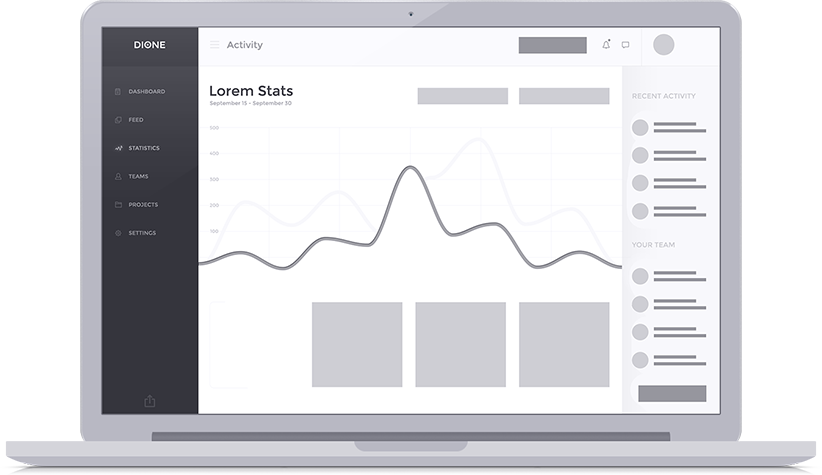 DIONE
Activity
DASHBOARD
FEED
STATISTICS
TEAMS
PROJECTS
SETTINGS
Lorem Stats
September 15 - September 30
500
400
300
200
100
RECENT ACTIVITY
YOUR TEAM